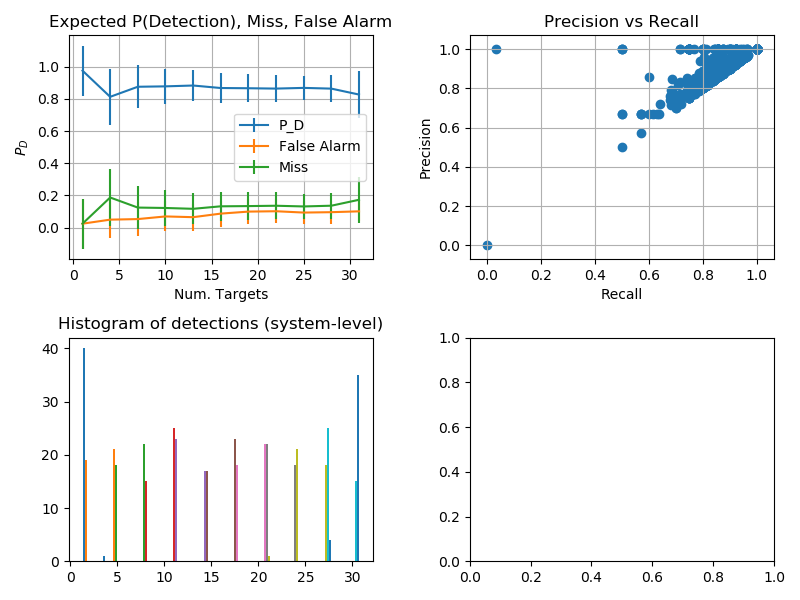 Expected P(Detection), Miss, False Alarm
1.0
0.8
0.6
0.4
0.2
0.0
P_D
P_D
False Alarm
Miss
0 5 10 15 20 25 30
Num. Targets
Precision vs Recall
1.0
0.8
0.6
0.4
0.2
0.0
Precision
0.0 0.2 0.4 0.6 0.8 1.0
Recall
Histogram of detections (system-level)
40
30
20
10
0
0 5 10 15 20 25 30
1.0
0.8
0.6
0.4
0.2
0.0
0.0 0.2 0.4 0.6 0.8 1.0